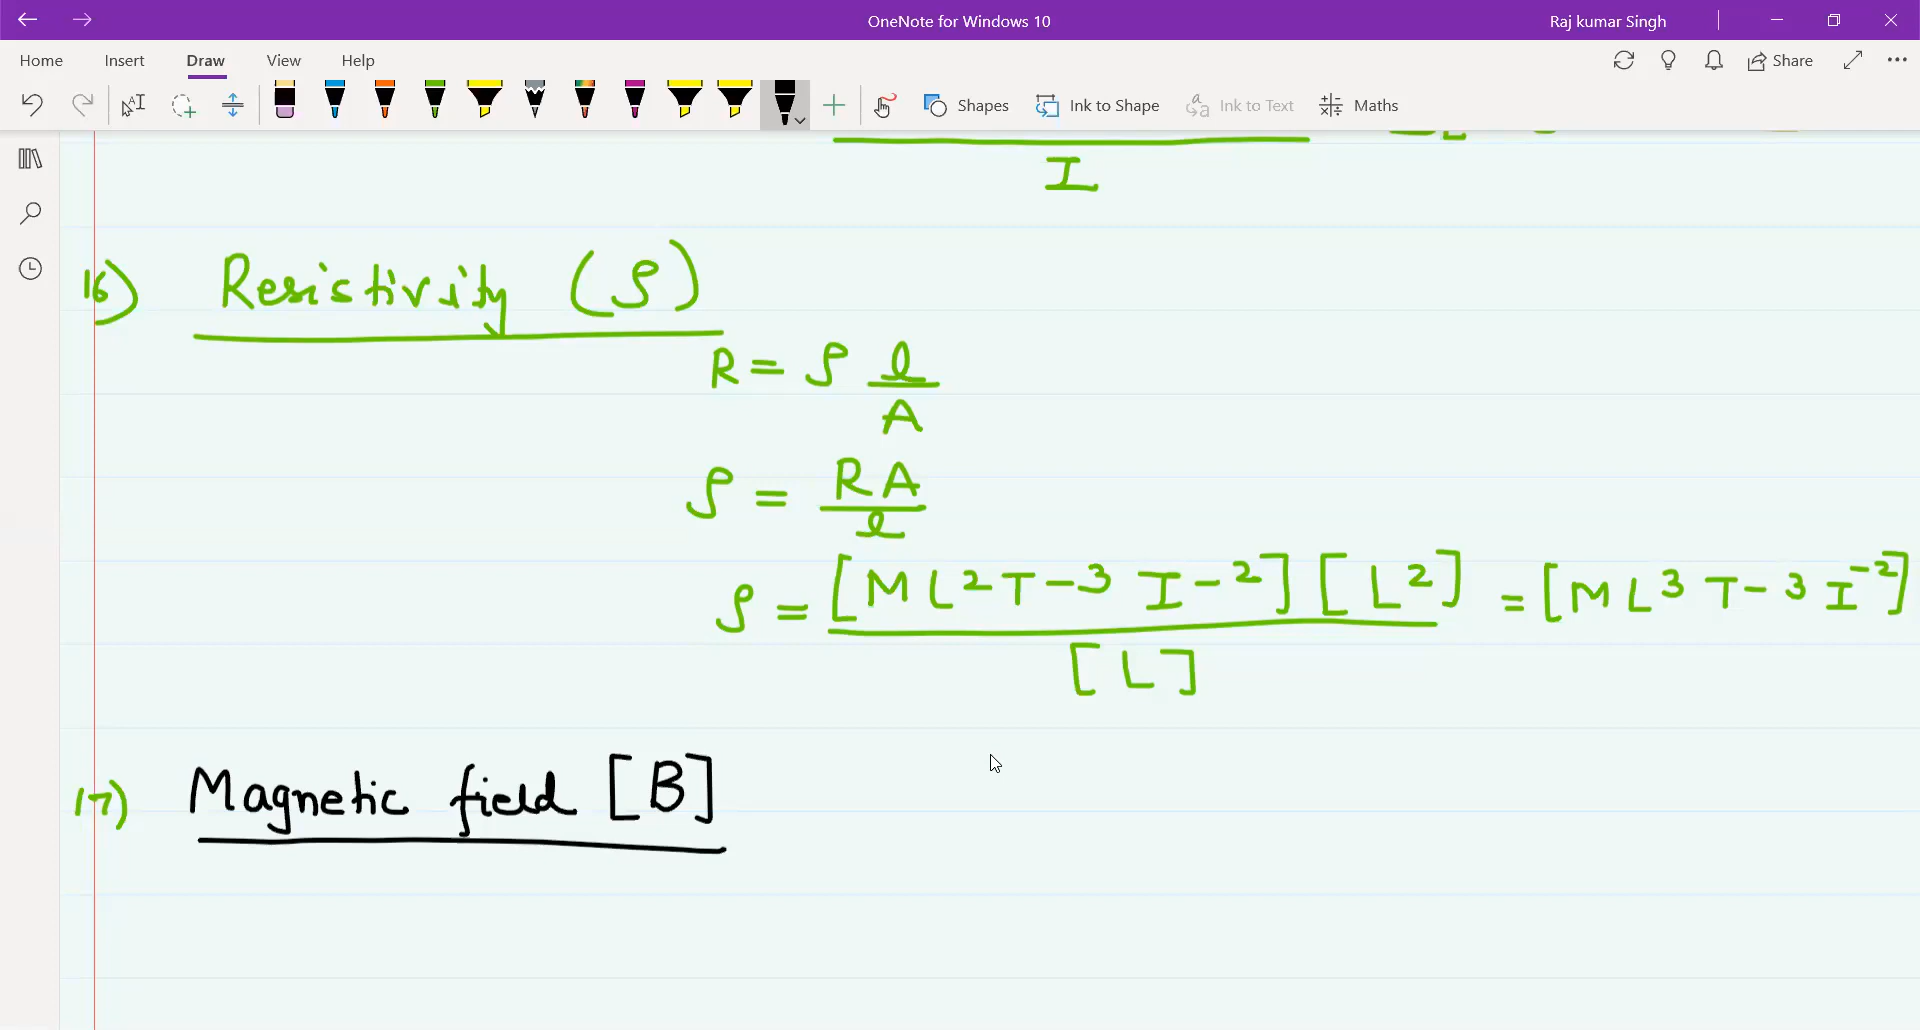 OneNote for Windows 10
Raj kumar Singh
Home Insert Draw View Help
Share
Shapes Ink to Shape Ink to Text Maths
I
16) Resistivity (ρ)
R = ρ l/A
ρ = RA/l
ρ = [M L² T-3 I-²] [L²] / [L] = [M L³ T-3 I⁻²]
17) Magnetic field [B]